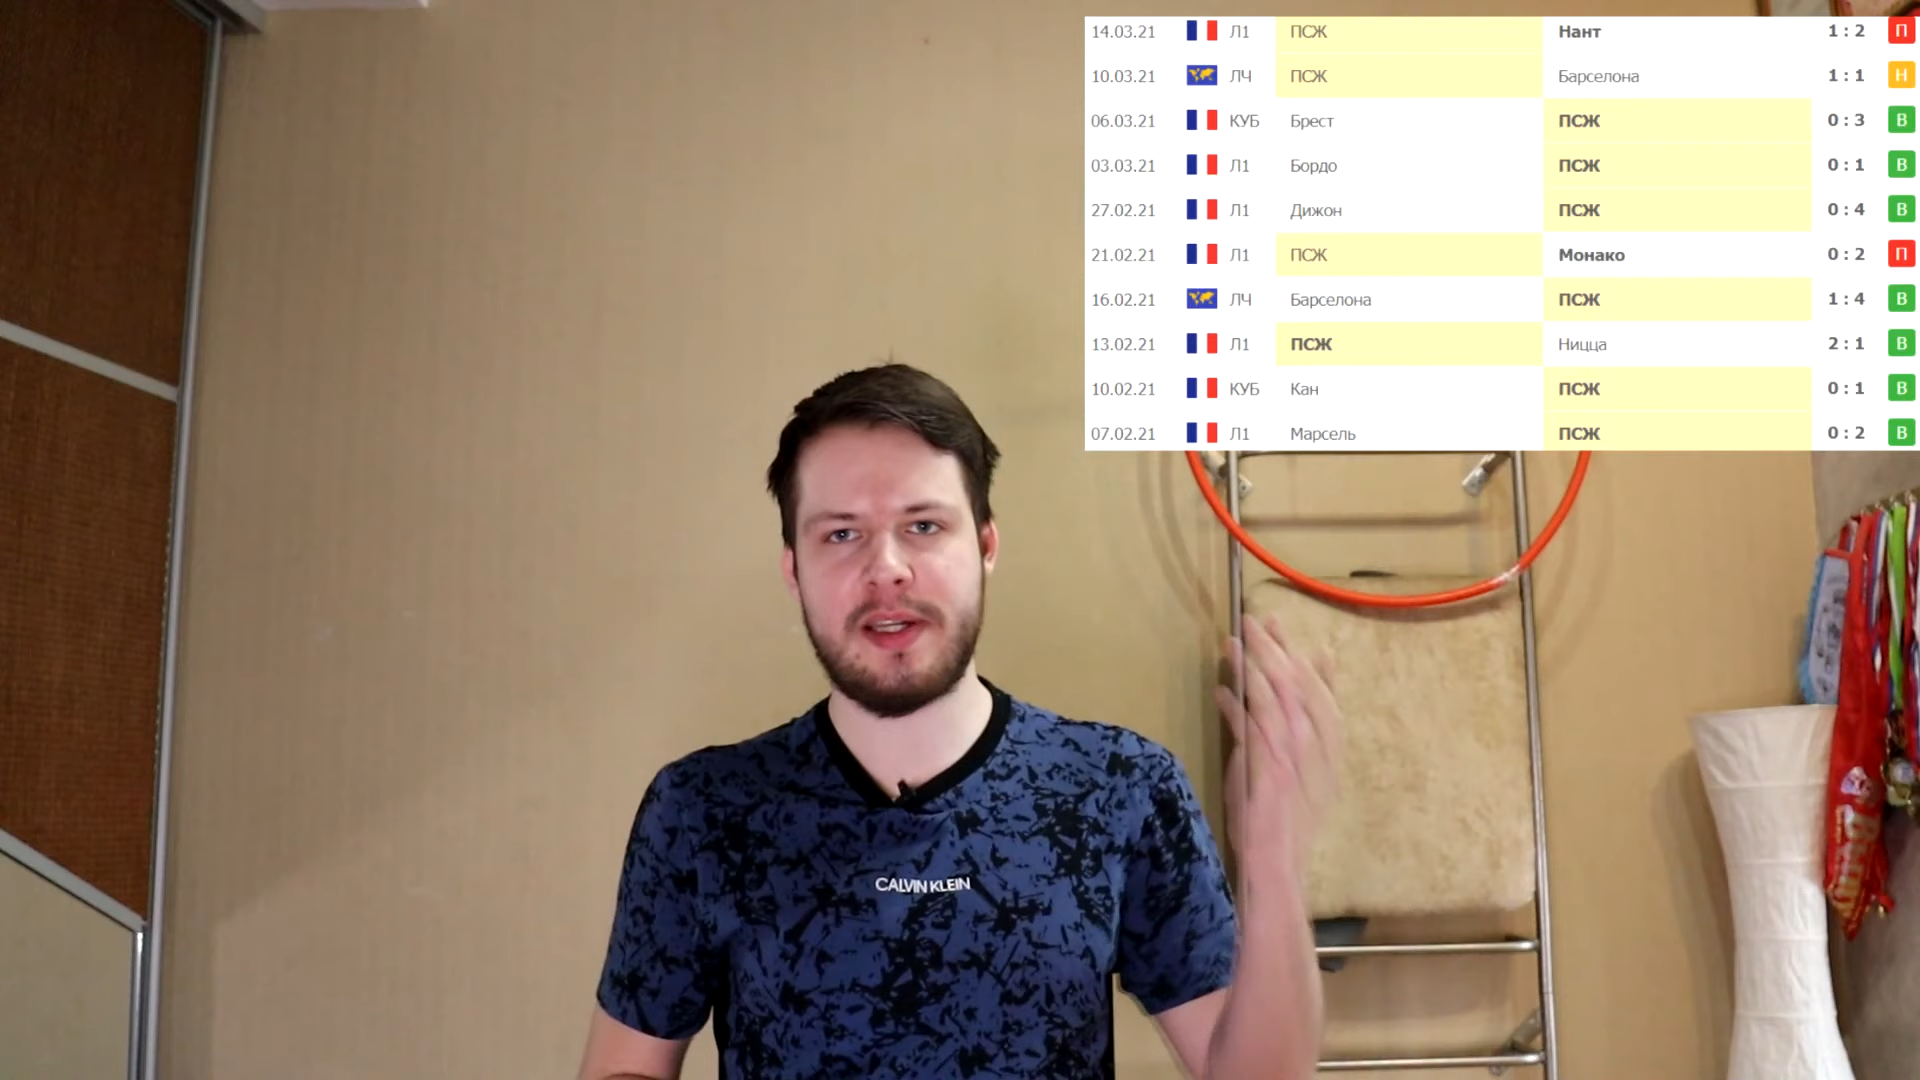 14.03.21 Л1 ПСЖ Нант 1 : 2 П
10.03.21 ЛЧ ПСЖ Барселона 1 : 1 Н
06.03.21 КУБ Брест ПСЖ 0 : 3 В
03.03.21 Л1 Бордо ПСЖ 0 : 1 В
27.02.21 Л1 Дижон ПСЖ 0 : 4 В
21.02.21 Л1 ПСЖ Монако 0 : 2 П
16.02.21 ЛЧ Барселона ПСЖ 1 : 4 В
13.02.21 Л1 ПСЖ Ницца 2 : 1 В
10.02.21 КУБ Кан ПСЖ 0 : 1 В
07.02.21 Л1 Марсель ПСЖ 0 : 2 В
CALVIN KLEIN